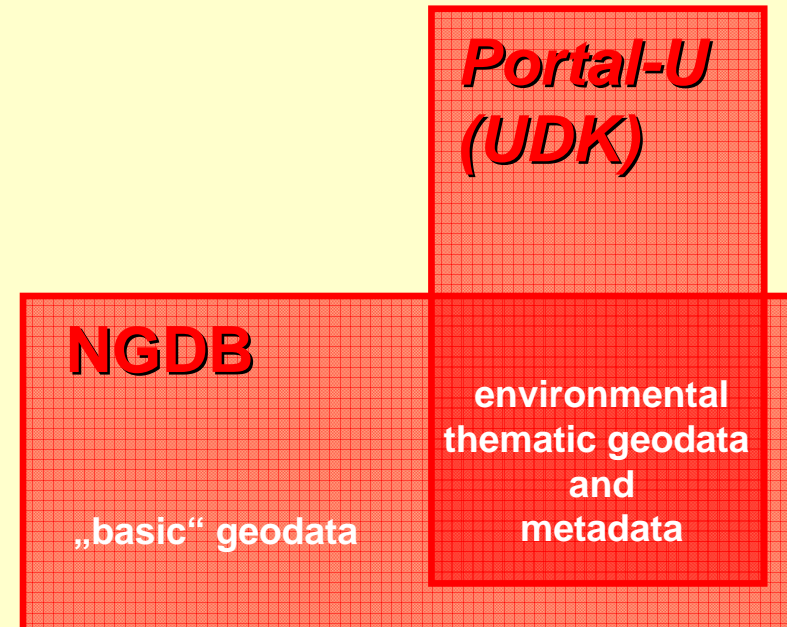 Portal-U
(UDK)
NGDB
environmental
thematic geodata
and
metadata
„basic“ geodata